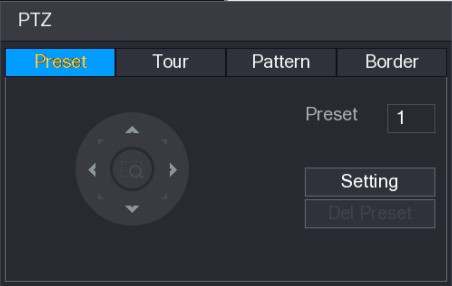 PTZ
Preset Tour Pattern Border
Preset 1
Setting
Del Preset